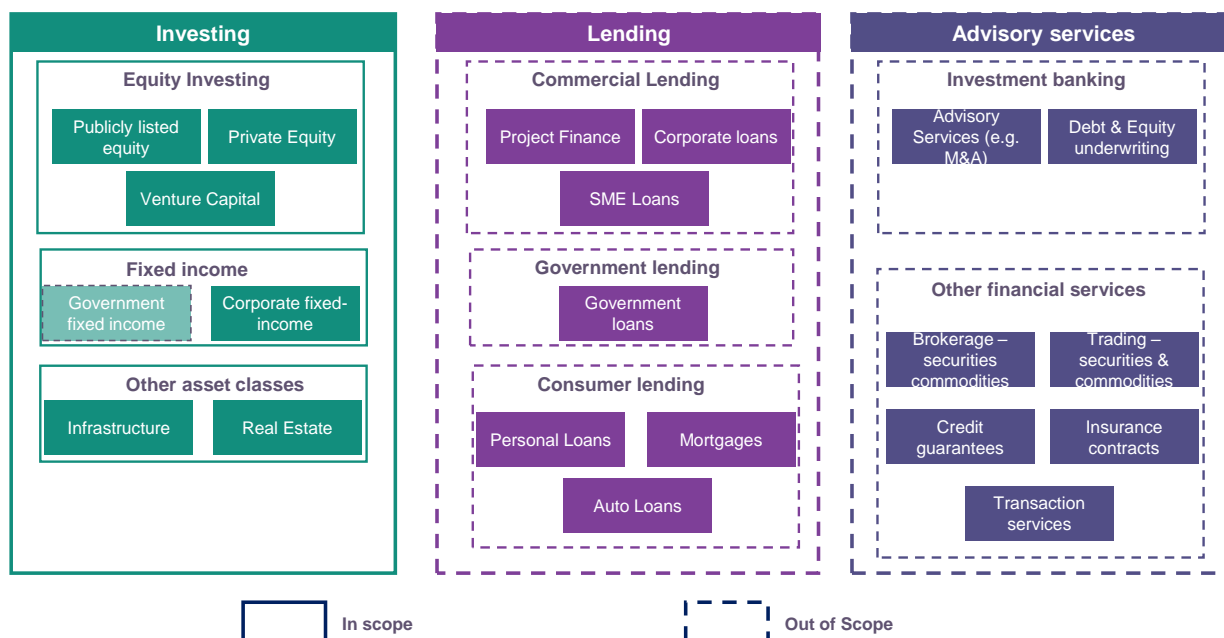 Investing
Equity Investing
Publicly listed
equity
Private Equity
Venture Capital
Fixed income
Government
fixed income
Corporate fixed-
income
Other asset classes
Infrastructure
Real Estate
Lending
Commercial Lending
Project Finance
Corporate loans
SME Loans
Government lending
Government
loans
Consumer lending
Personal Loans
Mortgages
Auto Loans
Advisory services
Investment banking
Advisory
Services (e.g.
M&A)
Debt & Equity
underwriting
Other financial services
Brokerage –
securities
commodities
Trading –
securities &
commodities
Credit
guarantees
Insurance
contracts
Transaction
services
In scope
Out of Scope